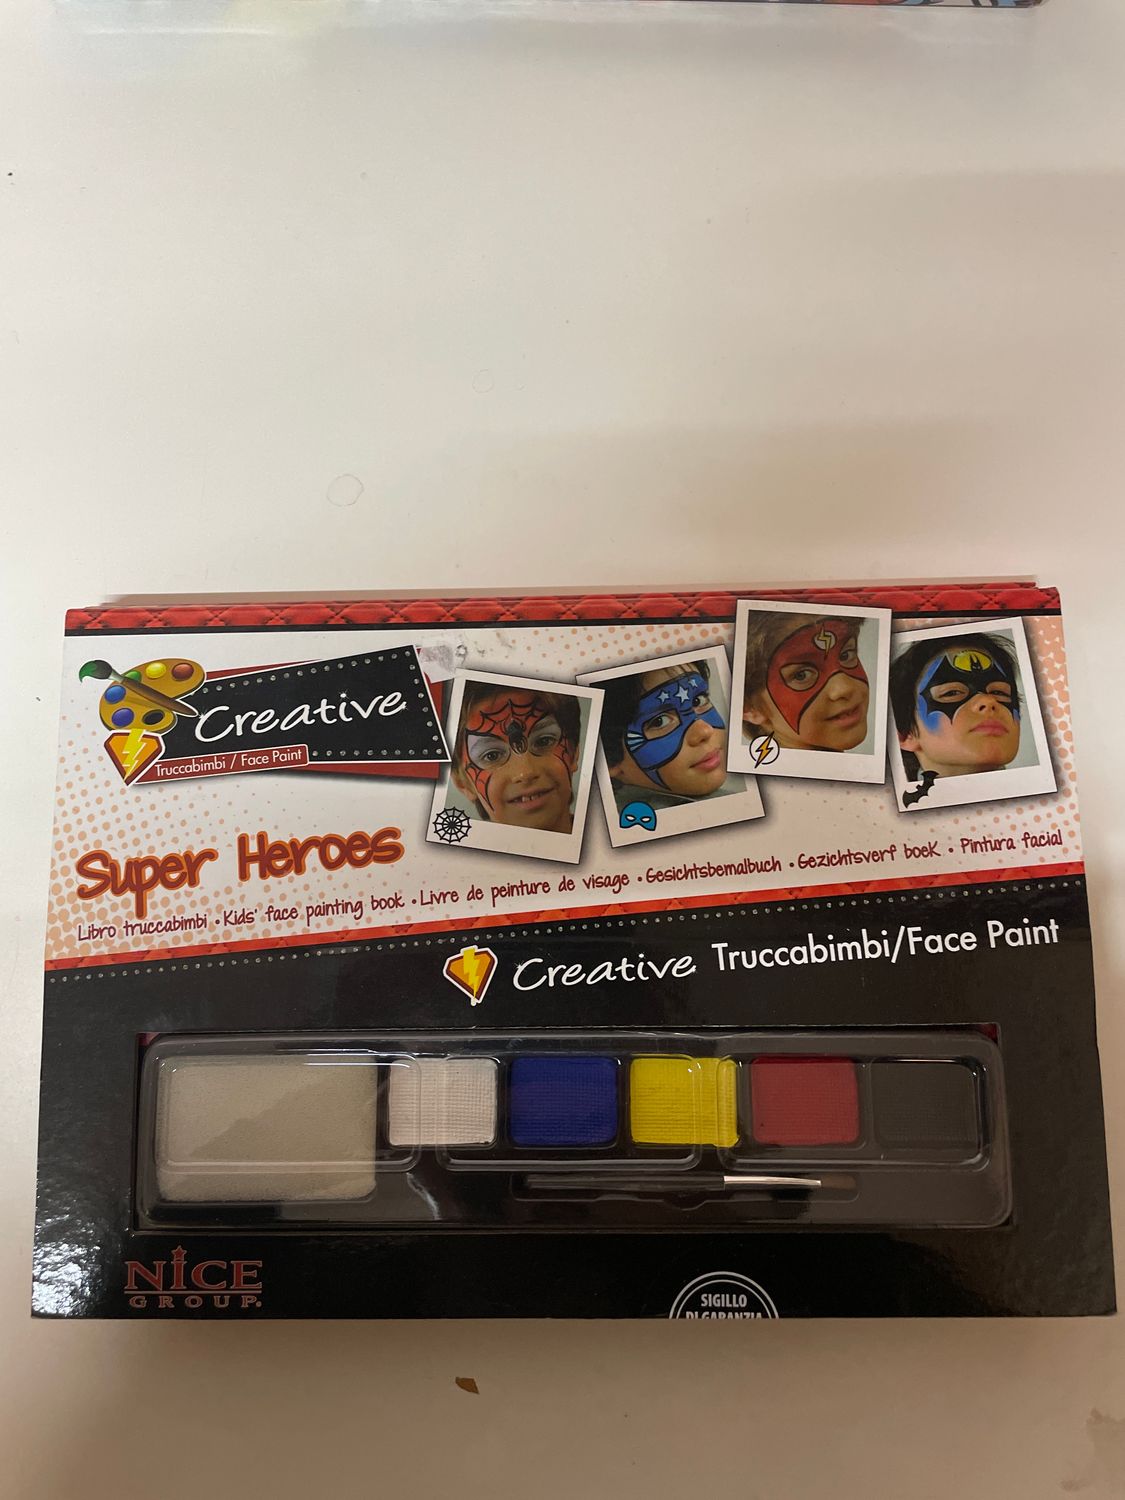 Creative
Truccabimbi / Face Paint
Super Heroes
Libro truccabimbi • Kids' face painting book • Livre de peinture de visage • Gesichtsbemalbuch • Gezichtsverf boek • Pintura facial
Creative Truccabimbi/Face Paint
NICE
GROUP.
SIGILLO
DI GARANZIA